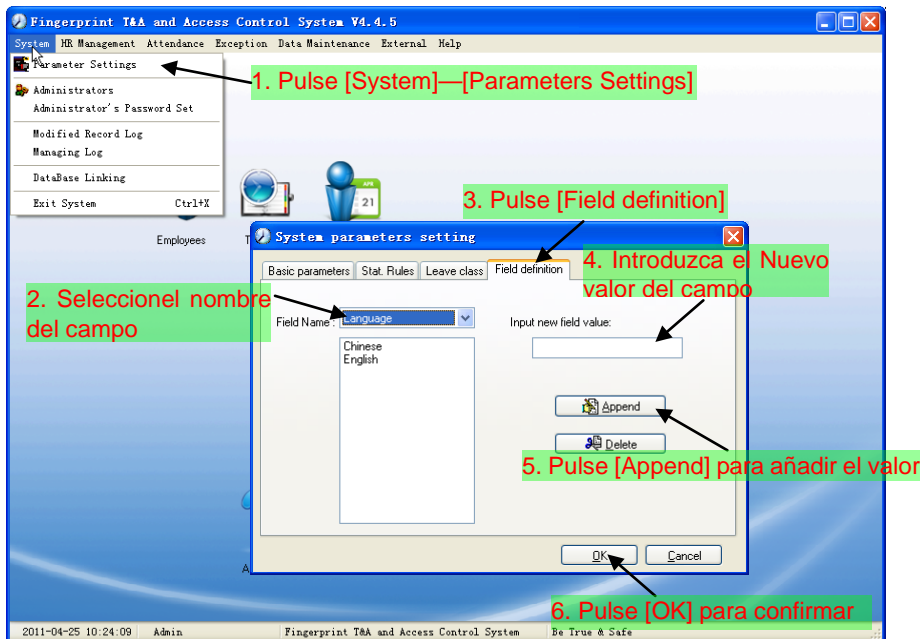 Fingerprint T&A and Access Control System V4.4.5
System HR Management Attendance Exception Data Maintenance External Help
Parameter Settings
1. Pulse [System]—[Parameters Settings]
Administrators
Administrator's Password Set
Modified Record Log
Managing Log
DataBase Linking
Exit System Ctrl+X
APR
21
Employees
3. Pulse [Field definition]
System parameters setting
Basic parameters Stat. Rules Leave class Field definition
4. Introduzca el Nuevo
valor del campo
2. Seleccionel nombre
del campo
Field Name : Language
Input new field value:
Chinese
English
Append
Delete
5. Pulse [Append] para añadir el valor
OK Cancel
6. Pulse [OK] para confirmar
2011-04-25 10:24:09 Admin Fingerprint T&A and Access Control System Be True & Safe